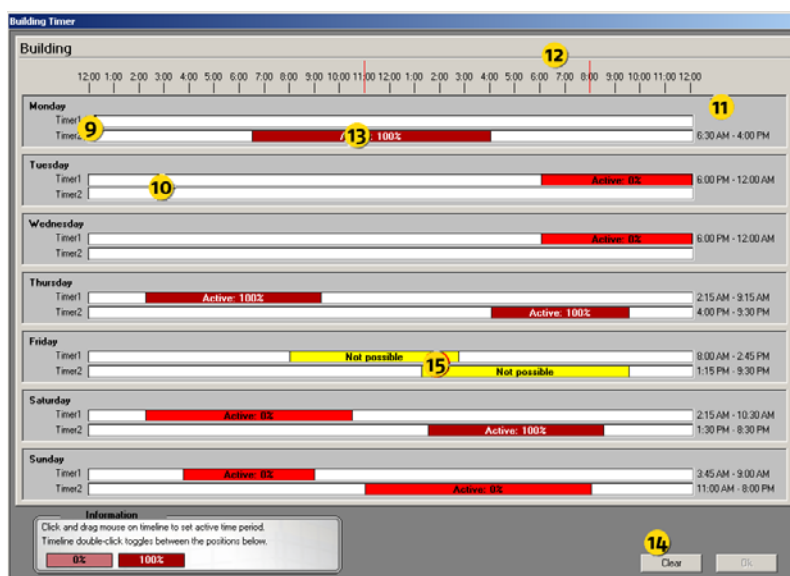 Building Timer
Building
12
12:00 1:00 2:00 3:00 4:00 5:00 6:00 7:00 8:00 9:00 10:00 11:00 12:00 1:00 2:00 3:00 4:00 5:00 6:00 7:00 8:00 9:00 10:00 11:00 12:00
11
Monday
Timer1
9
Timer2 13 100% 6:30 AM - 4:00 PM
Tuesday
Timer1 Active: 0% 6:00 PM - 12:00 AM
10
Timer2
Wednesday
Timer1 Active: 0% 6:00 PM - 12:00 AM
Timer2
Thursday
Timer1 Active: 100% 2:15 AM - 9:15 AM
Timer2 Active: 100% 4:00 PM - 9:30 PM
Friday
Timer1 Not possible 8:00 AM - 2:45 PM
15
Timer2 Not possible 1:15 PM - 9:30 PM
Saturday
Timer1 Active: 0% 2:15 AM - 10:30 AM
Timer2 Active: 100% 1:30 PM - 8:30 PM
Sunday
Timer1 Active: 0% 3:45 AM - 9:00 AM
Timer2 Active: 0% 11:00 AM - 8:00 PM
Information
Click and drag mouse on timeline to set active time period.
Timeline double-click toggles between the positions below.
0% 100%
14
Clear Ok